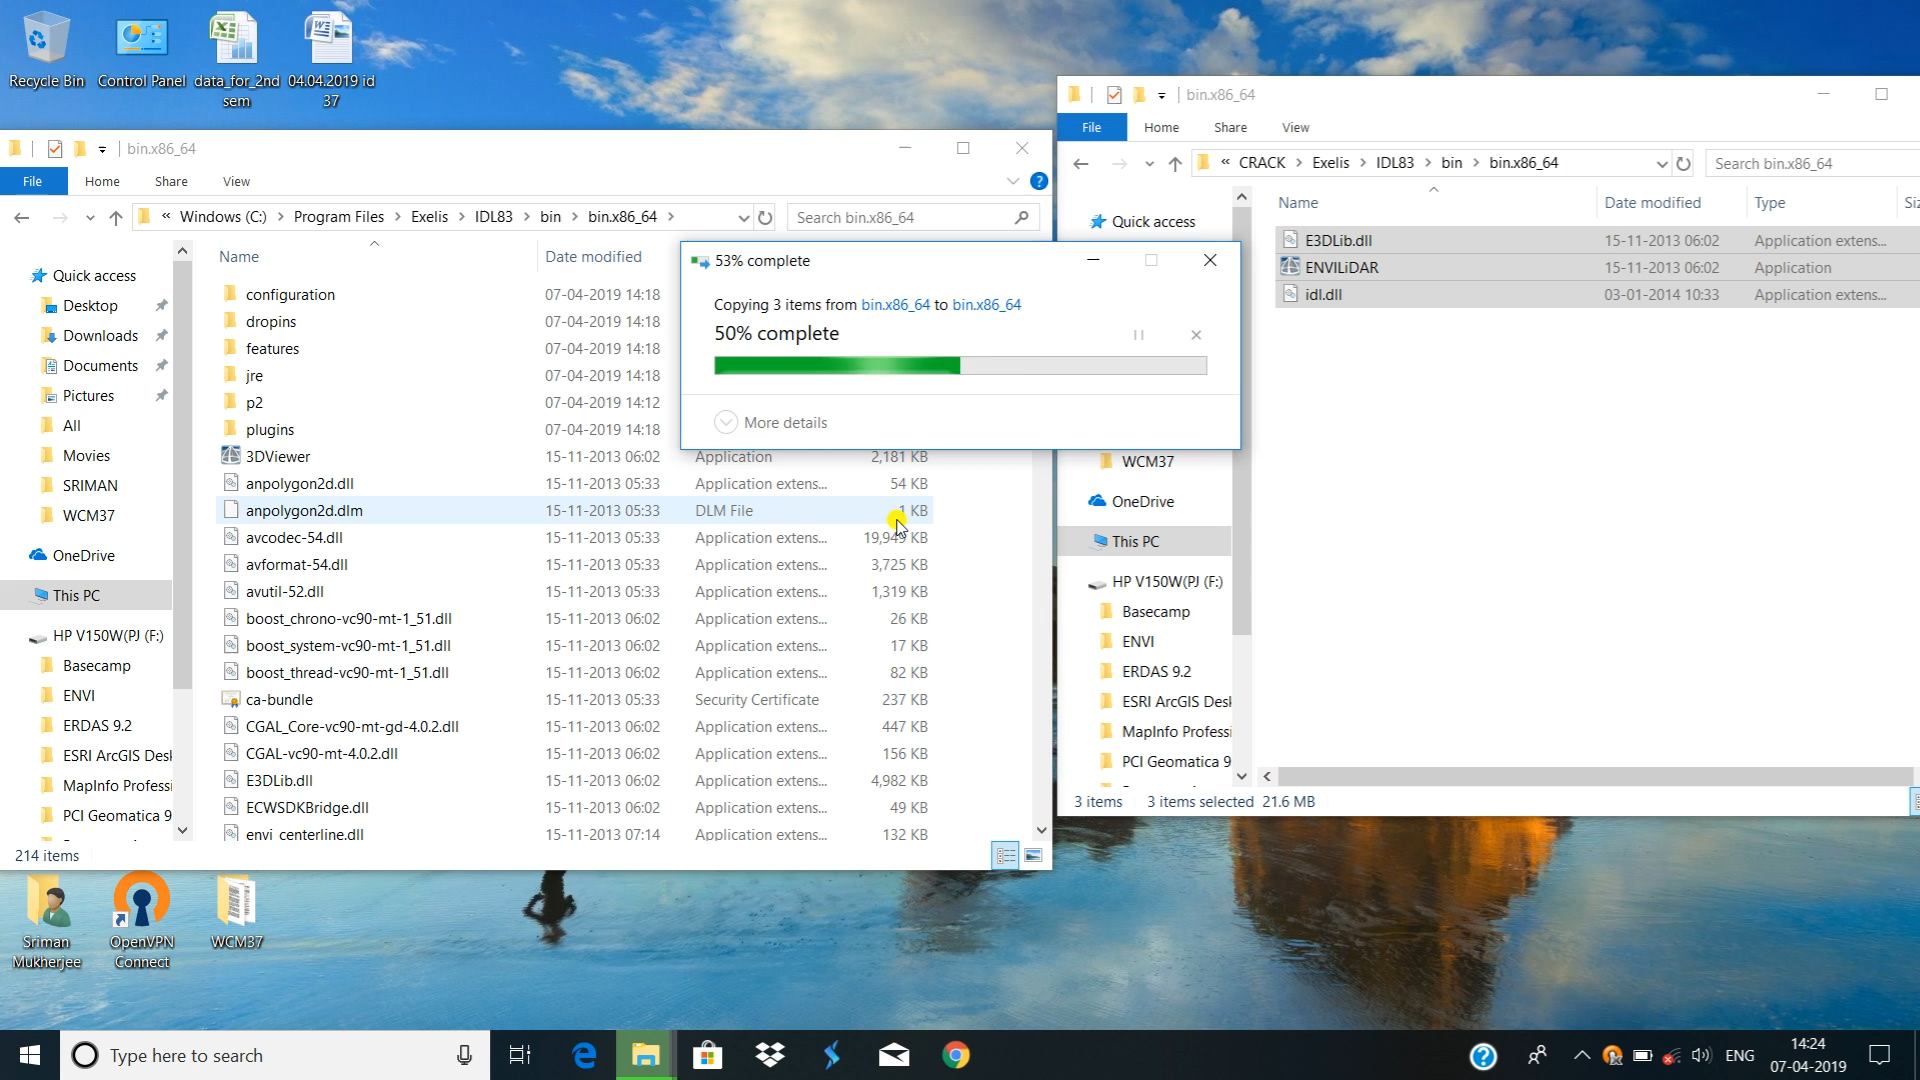 Recycle Bin
Control Panel
data_for_2nd
sem
04.04.2019 id
37
bin.x86_64
File Home Share View
« Windows (C:) > Program Files > Exelis > IDL83 > bin > bin.x86_64 >
Search bin.x86_64
Quick access
Desktop
Downloads
Documents
Pictures
All
Movies
SRIMAN
WCM37
OneDrive
This PC
HP V150W(PJ (F:)
Basecamp
ENVI
ERDAS 9.2
ESRI ArcGIS Desk
MapInfo Professi
PCI Geomatica 9
Name Date modified
configuration 07-04-2019 14:18
dropins 07-04-2019 14:18
features 07-04-2019 14:18
jre 07-04-2019 14:18
p2 07-04-2019 14:12
plugins 07-04-2019 14:18
3DViewer 15-11-2013 06:02 Application 2,181 KB
anpolygon2d.dll 15-11-2013 05:33 Application extens... 54 KB
anpolygon2d.dlm 15-11-2013 05:33 DLM File 1 KB
avcodec-54.dll 15-11-2013 05:33 Application extens... 19,949 KB
avformat-54.dll 15-11-2013 05:33 Application extens... 3,725 KB
avutil-52.dll 15-11-2013 05:33 Application extens... 1,319 KB
boost_chrono-vc90-mt-1_51.dll 15-11-2013 06:02 Application extens... 26 KB
boost_system-vc90-mt-1_51.dll 15-11-2013 06:02 Application extens... 17 KB
boost_thread-vc90-mt-1_51.dll 15-11-2013 06:02 Application extens... 82 KB
ca-bundle 15-11-2013 05:33 Security Certificate 237 KB
CGAL_Core-vc90-mt-gd-4.0.2.dll 15-11-2013 06:02 Application extens... 447 KB
CGAL-vc90-mt-4.0.2.dll 15-11-2013 06:02 Application extens... 156 KB
E3DLib.dll 15-11-2013 06:02 Application extens... 4,982 KB
ECWSDKBridge.dll 15-11-2013 06:02 Application extens... 49 KB
envi_centerline.dll 15-11-2013 07:14 Application extens... 132 KB
214 items
53% complete
Copying 3 items from bin.x86_64 to bin.x86_64
50% complete
More details
bin.x86_64
File Home Share View
« CRACK > Exelis > IDL83 > bin > bin.x86_64
Search bin.x86_64
Quick access
WCM37
OneDrive
This PC
HP V150W(PJ (F:)
Basecamp
ENVI
ERDAS 9.2
ESRI ArcGIS Desk
MapInfo Professi
PCI Geomatica 9
Name Date modified Type Siz
E3DLib.dll 15-11-2013 06:02 Application extens...
ENVILiDAR 15-11-2013 06:02 Application
idl.dll 03-01-2014 10:33 Application extens...
3 items 3 items selected 21.6 MB
Sriman
Mukherjee
OpenVPN
Connect
WCM37
Type here to search
ENG
14:24
07-04-2019